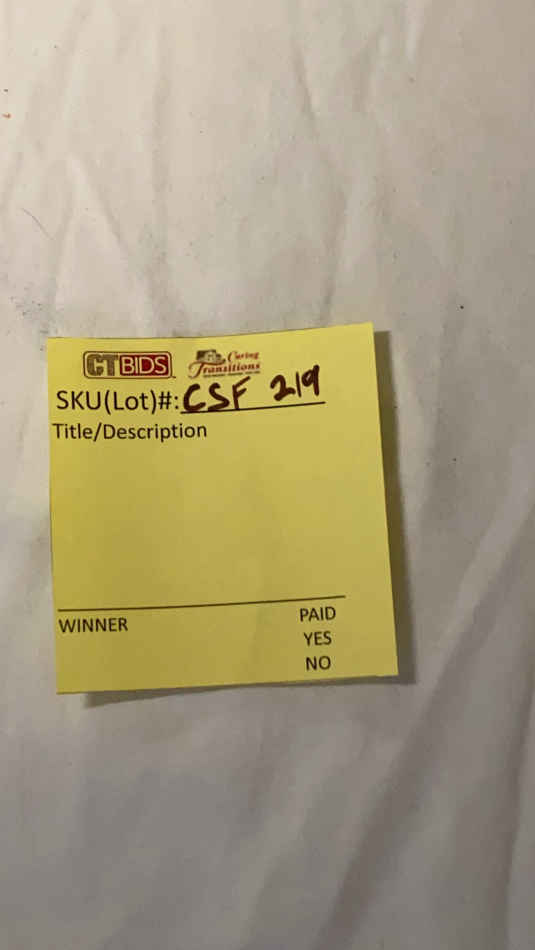 CTBIDS Caring Transitions
SKU(Lot)#: CSF 219
Title/Description
WINNER PAID
YES
NO